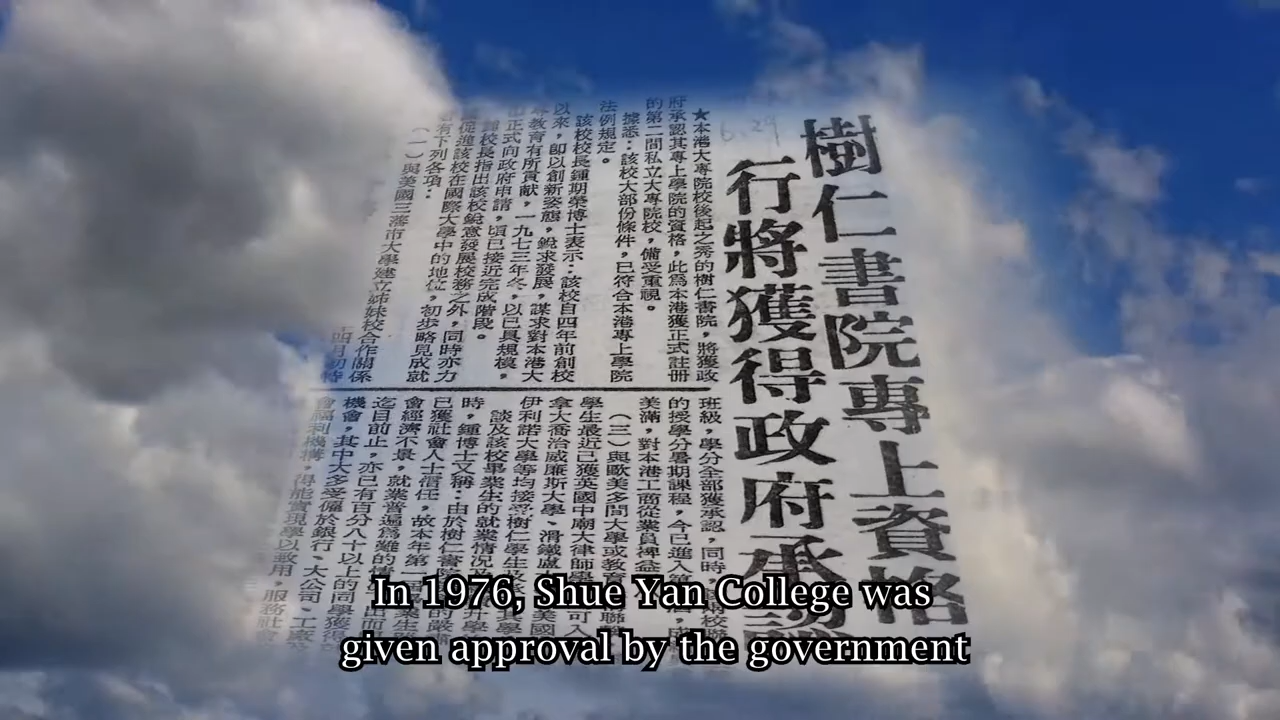 樹仁書院專上資格
行將獲得政府承認
6.29
★本港大專院校後起之秀的樹仁書院,將獲政
府承認其專上學院的資格,此為本港獲正式註冊
的第二間私立大專院校,備受重視。
據悉:該校大部份條件,已符合本港專上學院
法例規定。
該校校長鍾期榮博士表示:該校自四年前創校
以來,即以創新姿態,銳求發展,謀求對本港大
教育有所貢獻,一九七三年冬,以已具規模,
正式向政府申請,頃已接近完成階段。
校長指出該校銳意發展校務之外,同時亦力
促進該校在國際大學中的地位,初步略見成就
有下列各項:
(一)與美國三藩市大學建立姊妹校合作關係
班級,學分全部獲承認,同時,
的授學分暑期課程,今已進入第
美滿,對本港工商從業員裨益
(三)與歐美多間大學或教育
學生最近已獲英國中廟大律師
拿大喬治威廉斯大學、滑鐵盧
伊利諾大學等均接受樹仁學生
談及該校畢業生的就業情況
時,鍾博士又稱:由於樹仁書院
已獲社會人士信任,故本年第一
會經濟不景,就業普遍為難的
迄目前止,亦已有百分八十以上的同學獲得
機會,其中大多受僱於銀行、大公司、工廠
會福利機構,得能實現學以致用,服務社會
In 1976, Shue Yan College was
given approval by the government